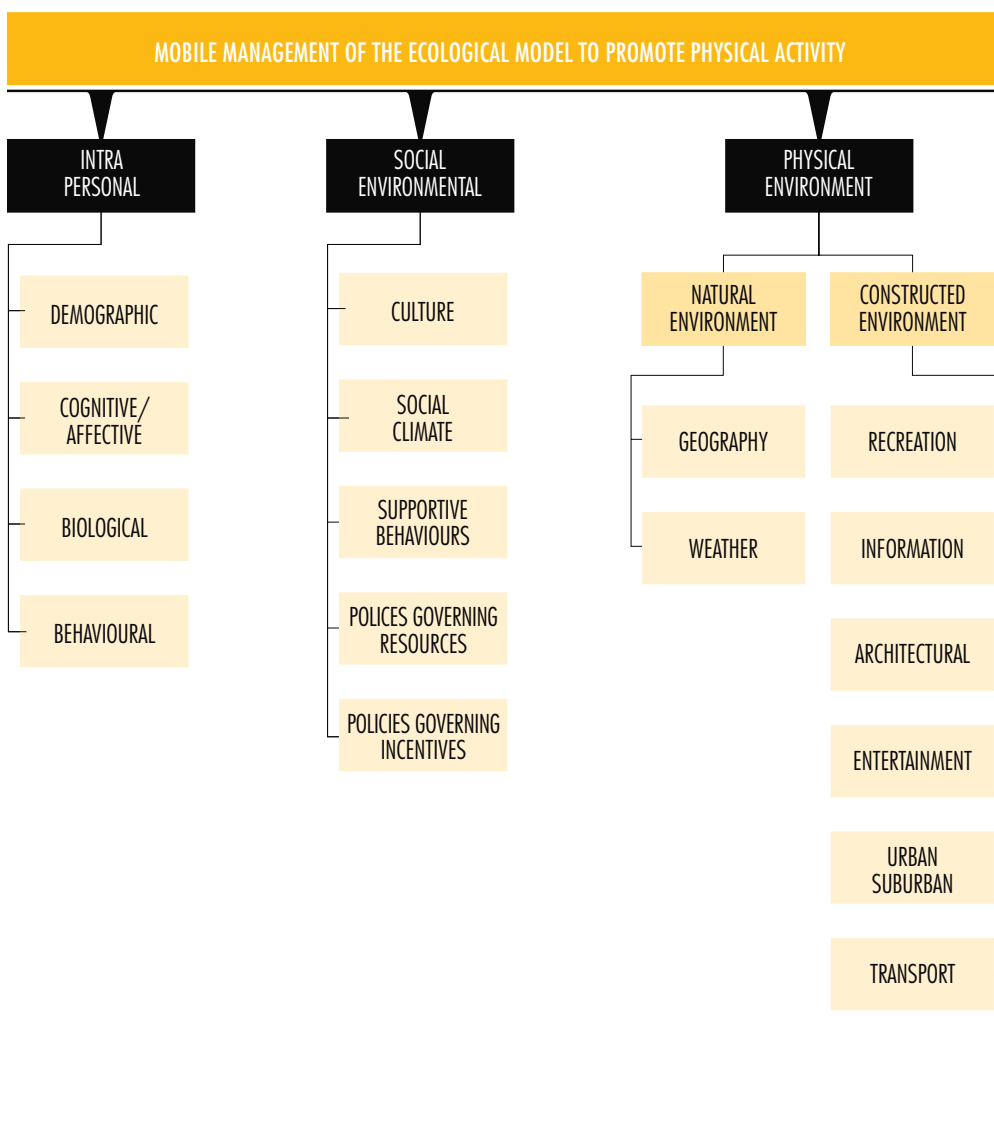 MOBILE MANAGEMENT OF THE ECOLOGICAL MODEL TO PROMOTE PHYSICAL ACTIVITY
INTRA
PERSONAL
DEMOGRAPHIC
COGNITIVE/
AFFECTIVE
BIOLOGICAL
BEHAVIOURAL
SOCIAL
ENVIRONMENTAL
CULTURE
SOCIAL
CLIMATE
SUPPORTIVE
BEHAVIOURS
POLICES GOVERNING
RESOURCES
POLICIES GOVERNING
INCENTIVES
PHYSICAL
ENVIRONMENT
NATURAL
ENVIRONMENT
GEOGRAPHY
WEATHER
CONSTRUCTED
ENVIRONMENT
RECREATION
INFORMATION
ARCHITECTURAL
ENTERTAINMENT
URBAN
SUBURBAN
TRANSPORT